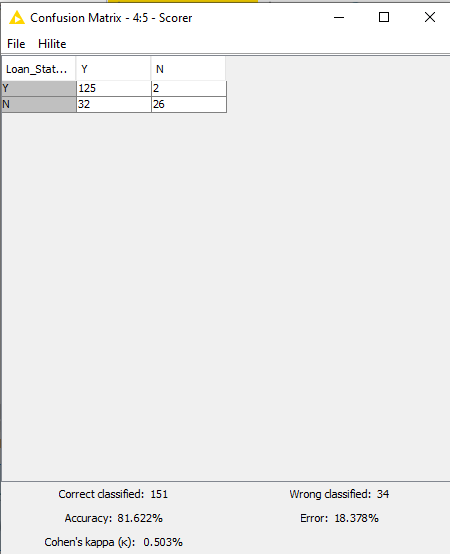 Confusion Matrix - 4:5 - Scorer
File Hilite
Loan_Stat... Y N
Y 125 2
N 32 26
Correct classified: 151 Wrong classified: 34
Accuracy: 81.622% Error: 18.378%
Cohen's kappa (κ): 0.503%